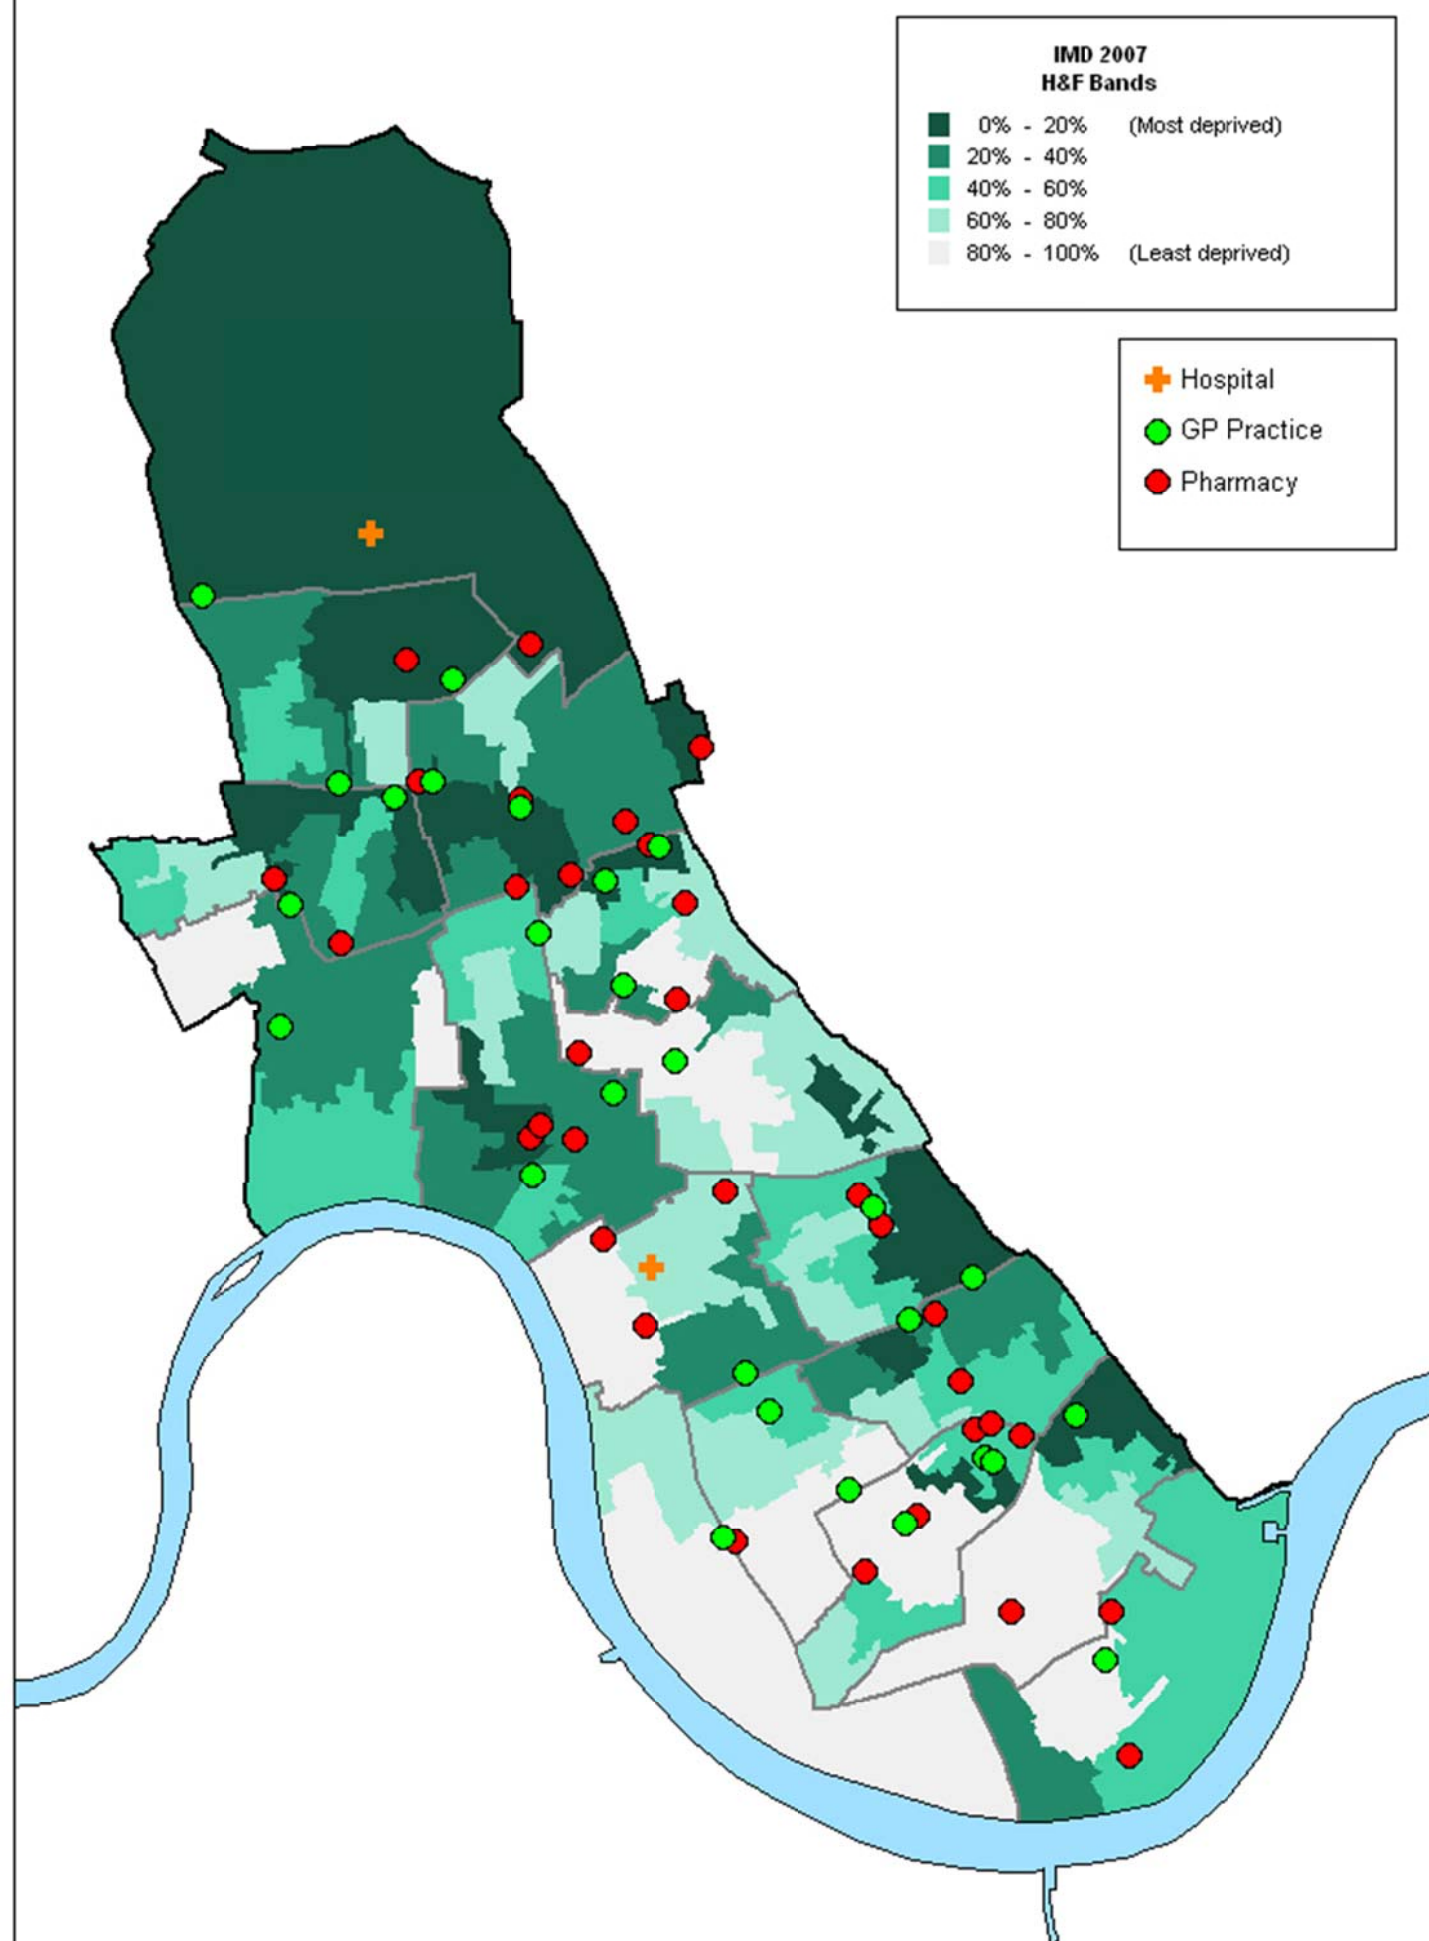 IMD 2007
H&F Bands
0% - 20% (Most deprived)
20% - 40%
40% - 60%
60% - 80%
80% - 100% (Least deprived)
Hospital
GP Practice
Pharmacy